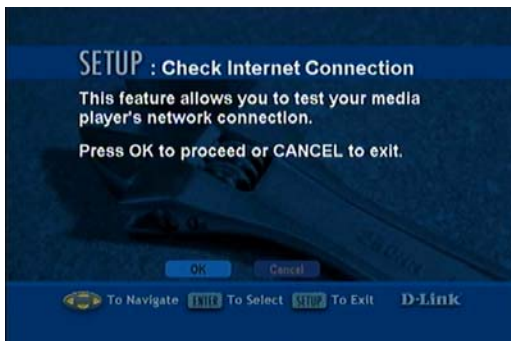 SETUP : Check Internet Connection
This feature allows you to test your media
player's network connection.
Press OK to proceed or CANCEL to exit.
OK Cancel
To Navigate ENTER To Select SETUP To Exit D-Link